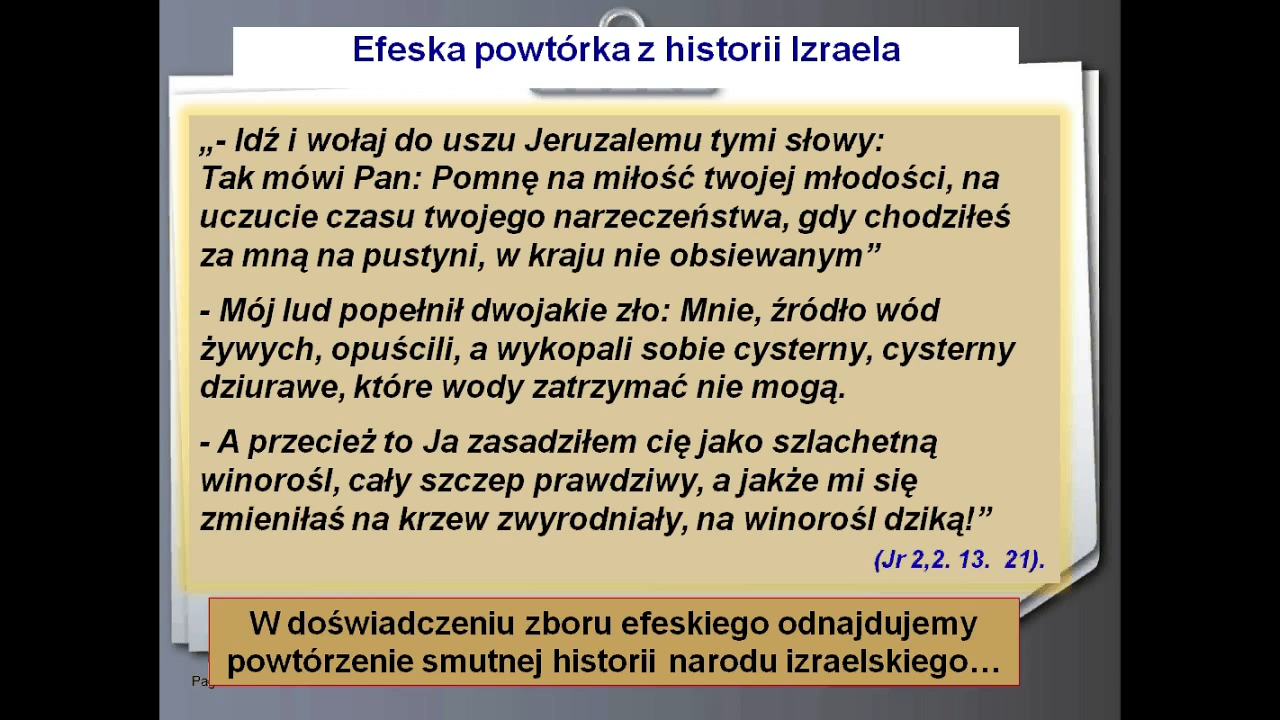 Efeska powtórka z historii Izraela
„- Idź i wołaj do uszu Jeruzalemu tymi słowy:
Tak mówi Pan: Pomnę na miłość twojej młodości, na
uczucie czasu twojego narzeczeństwa, gdy chodziłeś
za mną na pustyni, w kraju nie obsiewanym”
- Mój lud popełnił dwojakie zło: Mnie, źródło wód
żywych, opuścili, a wykopali sobie cysterny, cysterny
dziurawe, które wody zatrzymać nie mogą.
- A przecież to Ja zasadziłem cię jako szlachetną
winorośl, cały szczep prawdziwy, a jakże mi się
zmieniłaś na krzew zwyrodniały, na winorośl dziką!”
(Jr 2,2. 13. 21).
W doświadczeniu zboru efeskiego odnajdujemy
powtórzenie smutnej historii narodu izraelskiego…